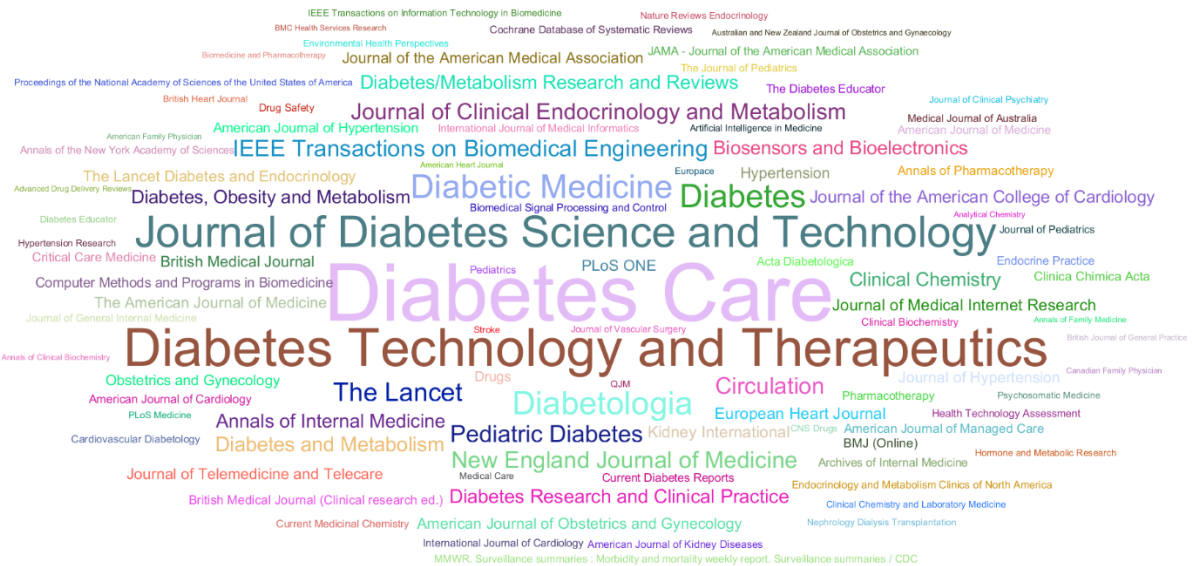 IEEE Transactions on Information Technology in Biomedicine
Nature Reviews Endocrinology
BMC Health Services Research
Cochrane Database of Systematic Reviews
Australian and New Zealand Journal of Obstetrics and Gynaecology
Environmental Health Perspectives
Biomedicine and Pharmacotherapy
Journal of the American Medical Association
JAMA - Journal of the American Medical Association
The Journal of Pediatrics
Proceedings of the National Academy of Sciences of the United States of America
Diabetes/Metabolism Research and Reviews
The Diabetes Educator
British Heart Journal
Drug Safety
Journal of Clinical Endocrinology and Metabolism
Journal of Clinical Psychiatry
Medical Journal of Australia
American Family Physician
American Journal of Hypertension
International Journal of Medical Informatics
Artificial Intelligence in Medicine
American Journal of Medicine
Annals of the New York Academy of Sciences
IEEE Transactions on Biomedical Engineering
Biosensors and Bioelectronics
American Heart Journal
The Lancet Diabetes and Endocrinology
Europace
Hypertension
Annals of Pharmacotherapy
Advanced Drug Delivery Reviews
Diabetes, Obesity and Metabolism
Diabetic Medicine
Diabetes
Journal of the American College of Cardiology
Biomedical Signal Processing and Control
Diabetes Educator
Analytical Chemistry
Journal of Diabetes Science and Technology
Journal of Pediatrics
Hypertension Research
Critical Care Medicine
British Medical Journal
Pediatrics
PLoS ONE
Acta Diabetologica
Endocrine Practice
Computer Methods and Programs in Biomedicine
Diabetes Care
Clinical Chemistry
Clinica Chimica Acta
The American Journal of Medicine
Journal of Medical Internet Research
Journal of General Internal Medicine
Stroke
Journal of Vascular Surgery
Clinical Biochemistry
Annals of Family Medicine
British Journal of General Practice
Annals of Clinical Biochemistry
Diabetes Technology and Therapeutics
Canadian Family Physician
Obstetrics and Gynecology
Drugs
QJM
Circulation
Journal of Hypertension
The Lancet
American Journal of Cardiology
Diabetologia
Pharmacotherapy
Psychosomatic Medicine
PLoS Medicine
Annals of Internal Medicine
European Heart Journal
Health Technology Assessment
Cardiovascular Diabetology
Diabetes and Metabolism
Pediatric Diabetes
Kidney International
CNS Drugs
American Journal of Managed Care
BMJ (Online)
Hormone and Metabolic Research
New England Journal of Medicine
Archives of Internal Medicine
Journal of Telemedicine and Telecare
Medical Care
Current Diabetes Reports
Endocrinology and Metabolism Clinics of North America
British Medical Journal (Clinical research ed.)
Diabetes Research and Clinical Practice
Clinical Chemistry and Laboratory Medicine
Current Medicinal Chemistry
American Journal of Obstetrics and Gynecology
Nephrology Dialysis Transplantation
International Journal of Cardiology
American Journal of Kidney Diseases
MMWR. Surveillance summaries : Morbidity and mortality weekly report. Surveillance summaries / CDC